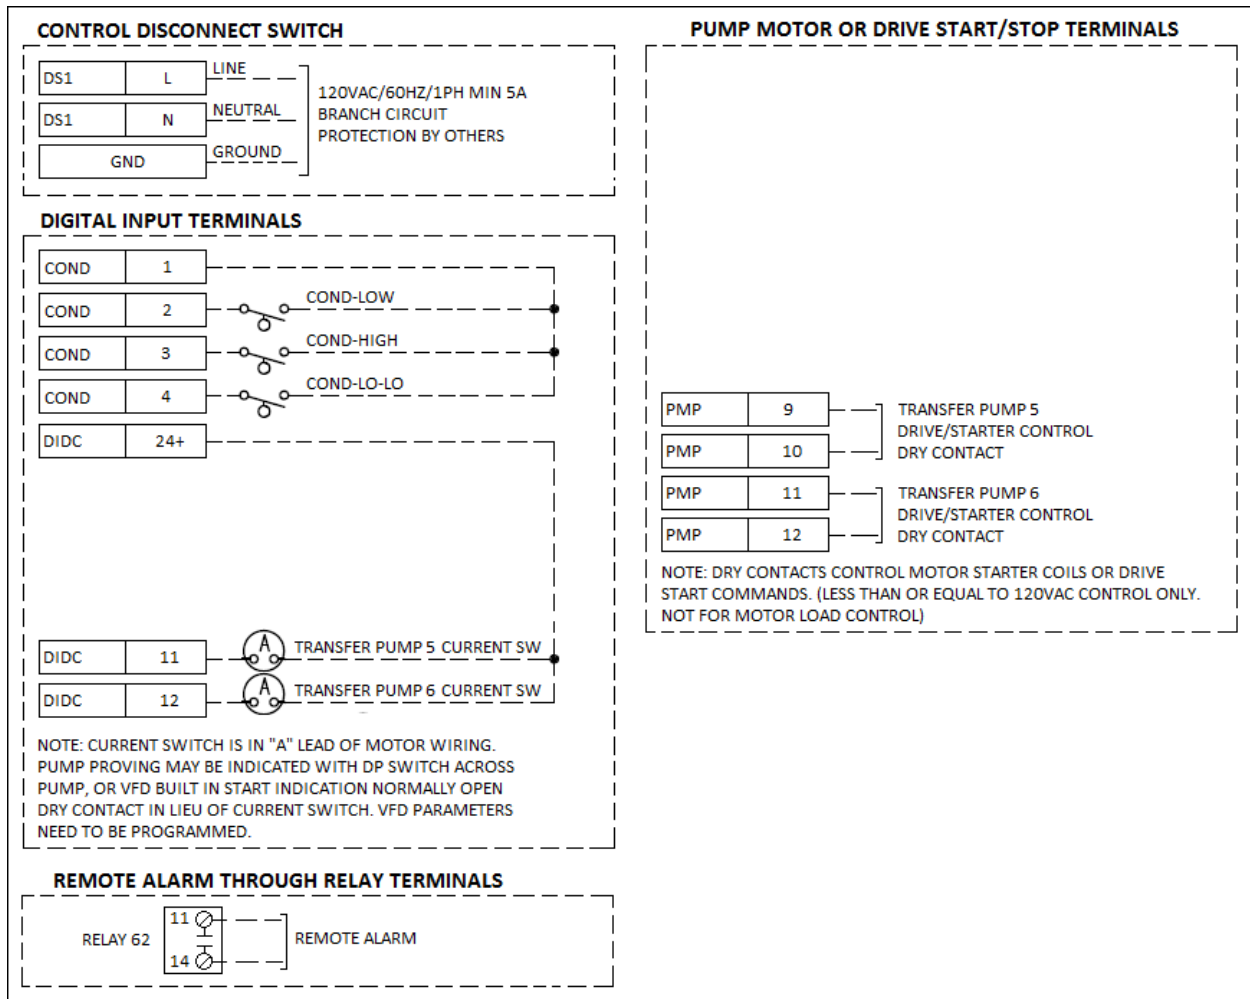 CONTROL DISCONNECT SWITCH
DS1 L LINE
DS1 N NEUTRAL
GND GROUND
120VAC/60HZ/1PH MIN 5A
BRANCH CIRCUIT
PROTECTION BY OTHERS
DIGITAL INPUT TERMINALS
COND 1
COND 2 COND-LOW
COND 3 COND-HIGH
COND 4 COND-LO-LO
DIDC 24+
DIDC 11 A TRANSFER PUMP 5 CURRENT SW
DIDC 12 A TRANSFER PUMP 6 CURRENT SW
NOTE: CURRENT SWITCH IS IN "A" LEAD OF MOTOR WIRING.
PUMP PROVING MAY BE INDICATED WITH DP SWITCH ACROSS
PUMP, OR VFD BUILT IN START INDICATION NORMALLY OPEN
DRY CONTACT IN LIEU OF CURRENT SWITCH. VFD PARAMETERS
NEED TO BE PROGRAMMED.
REMOTE ALARM THROUGH RELAY TERMINALS
RELAY 62
11
14
REMOTE ALARM
PUMP MOTOR OR DRIVE START/STOP TERMINALS
PMP 9
PMP 10
TRANSFER PUMP 5
DRIVE/STARTER CONTROL
DRY CONTACT
PMP 11
PMP 12
TRANSFER PUMP 6
DRIVE/STARTER CONTROL
DRY CONTACT
NOTE: DRY CONTACTS CONTROL MOTOR STARTER COILS OR DRIVE
START COMMANDS. (LESS THAN OR EQUAL TO 120VAC CONTROL ONLY.
NOT FOR MOTOR LOAD CONTROL)